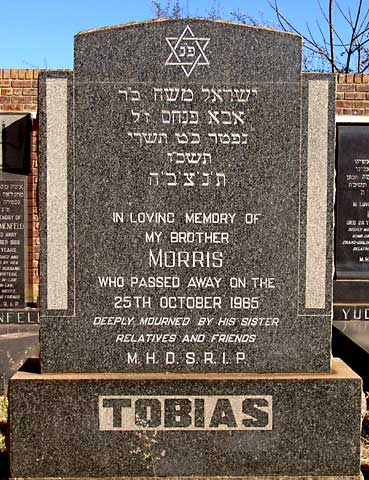 פ נ
ישראל משה ב״ר
אבא פנחס ז״ל
נפטר כ״ט תשרי
תשכ״ו
ת׳נ׳צ׳ב׳ה
IN LOVING MEMORY OF
MY BROTHER
MORRIS
WHO PASSED AWAY ON THE
25TH OCTOBER 1965
DEEPLY MOURNED BY HIS SISTER
RELATIVES AND FRIENDS
M.H.D.S.R.I.P.
TOBIAS